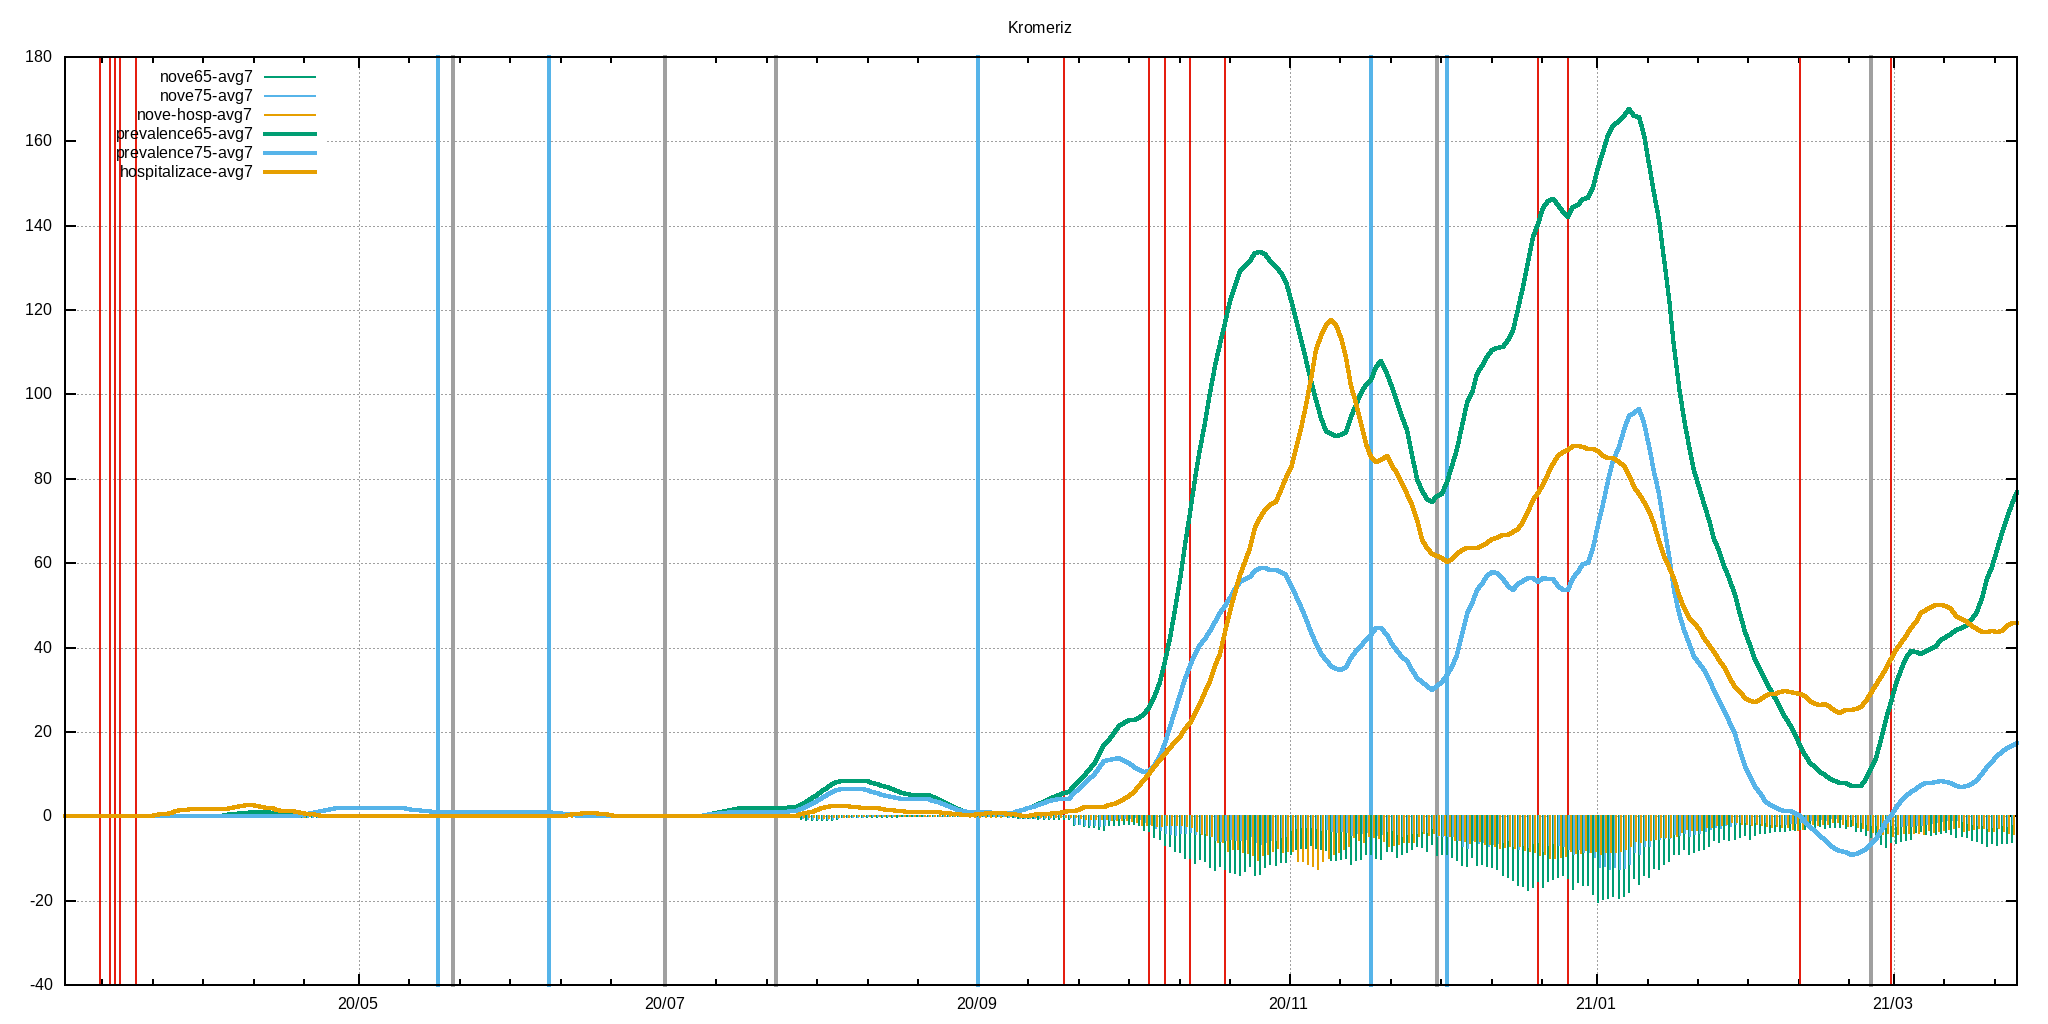 Kromeriz
180
160
140
120
100
80
60
40
20
0
-20
-40
nove65-avg7
nove75-avg7
nove-hosp-avg7
prevalence65-avg7
prevalence75-avg7
hospitalizace-avg7
20/05 20/07 20/09 20/11 21/01 21/03